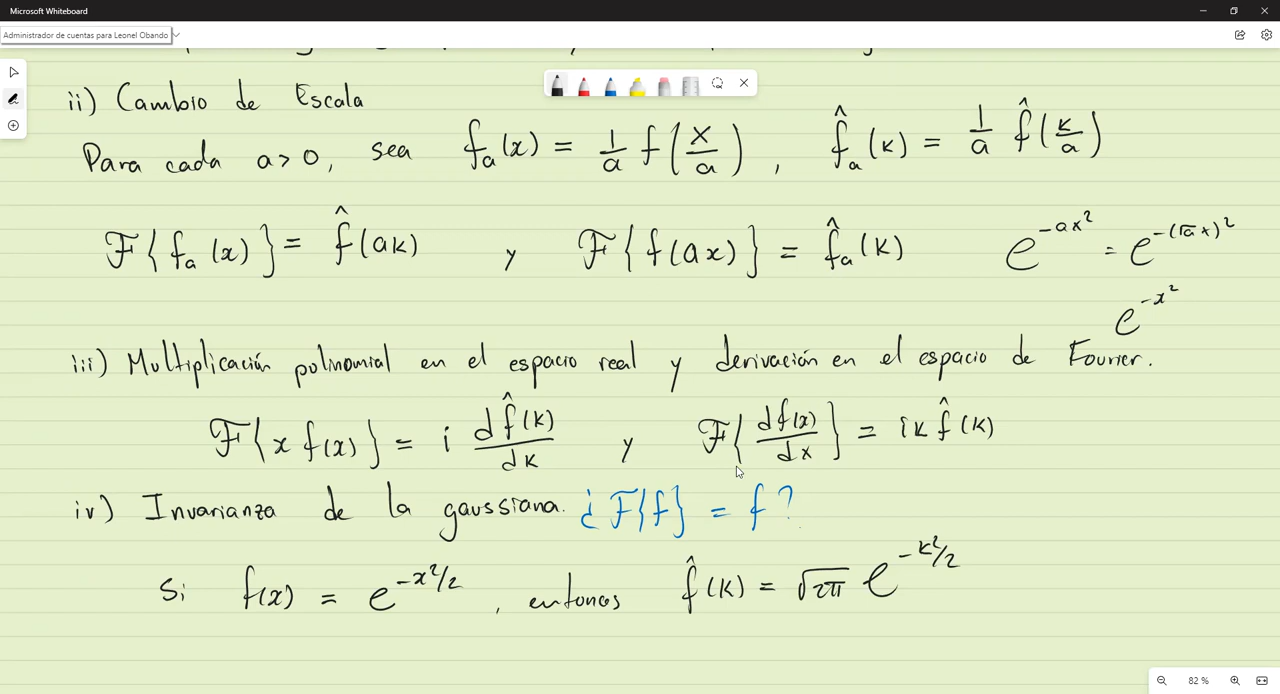 Microsoft Whiteboard
Administrador de cuentas para Leonel Obando
ii) Cambio de Escala
Para cada a>0, sea f_a(x) = 1/a f(x/a), f̂_a(k) = 1/a f̂(k/a)
F{f_a(x)} = f̂(ak) y F{f(ax)} = f̂_a(k) e^{-ax²} = e^{-(√a x)²}
e^{-x²}
iii) Multiplicación polinomial en el espacio real y derivación en el espacio de Fourier.
F{x f(x)} = i df̂(k)/dk y F{df(x)/dx} = ik f̂(k)
iv) Invarianza de la gaussiana. ¿F{f} = f?
Si f(x) = e^{-x²/2}, entonces f̂(k) = √2π e^{-k²/2}
82 %